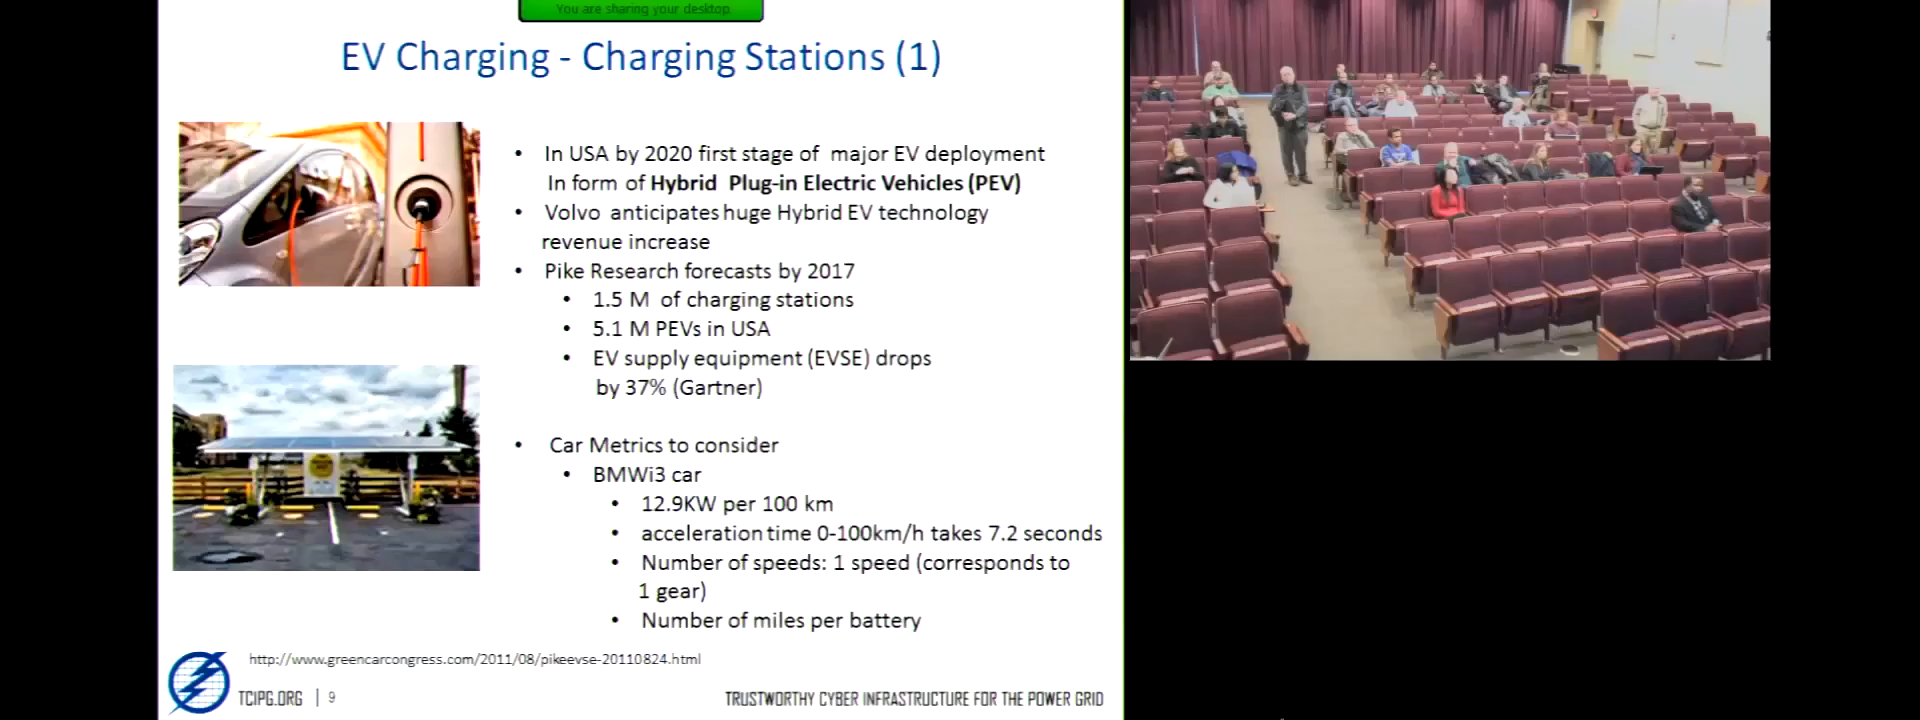 You are sharing your desktop
EV Charging - Charging Stations (1)
• In USA by 2020 first stage of major EV deployment
In form of Hybrid Plug-in Electric Vehicles (PEV)
• Volvo anticipates huge Hybrid EV technology
revenue increase
• Pike Research forecasts by 2017
• 1.5 M of charging stations
• 5.1 M PEVs in USA
• EV supply equipment (EVSE) drops
by 37% (Gartner)
• Car Metrics to consider
• BMWi3 car
• 12.9KW per 100 km
• acceleration time 0-100km/h takes 7.2 seconds
• Number of speeds: 1 speed (corresponds to
1 gear)
• Number of miles per battery
http://www.greencarcongress.com/2011/08/pikeevse-20110824.html
TCIPG.ORG | 9
TRUSTWORTHY CYBER INFRASTRUCTURE FOR THE POWER GRID